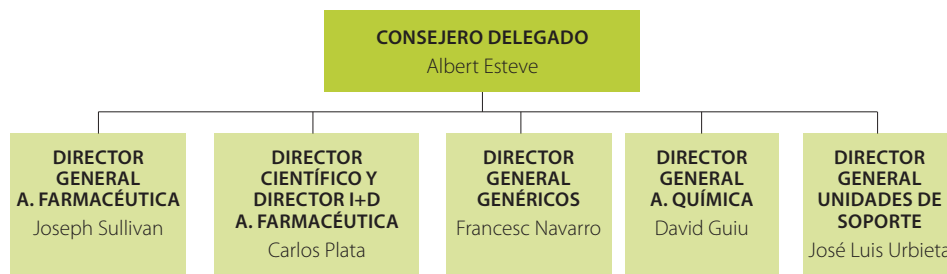 CONSEJERO DELEGADO
Albert Esteve
DIRECTOR
GENERAL
A. FARMACÉUTICA
Joseph Sullivan
DIRECTOR
CIENTÍFICO Y
DIRECTOR I+D
A. FARMACÉUTICA
Carlos Plata
DIRECTOR
GENERAL
GENÉRICOS
Francesc Navarro
DIRECTOR
GENERAL
A. QUÍMICA
David Guiu
DIRECTOR
GENERAL
UNIDADES DE
SOPORTE
José Luis Urbieta